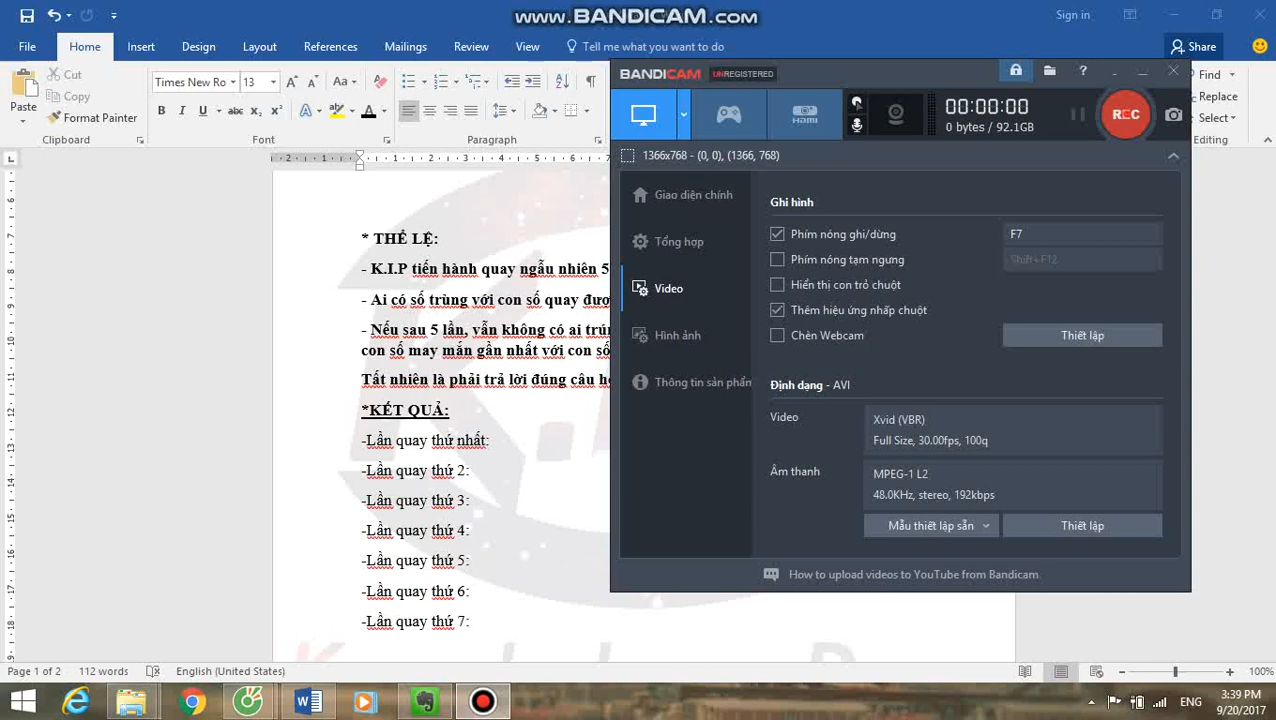 www.BANDICAM.com
Sign in
File Home Insert Design Layout References Mailings Review View Tell me what you want to do Share
Paste
Cut
Copy
Format Painter
Clipboard
Times New Ro 13
Font
Paragraph
Find
Replace
Select
Editing
BANDICAM UNREGISTERED
HDMI
00:00:00
0 bytes / 92.1GB
REC
1366x768 - (0, 0), (1366, 768)
Giao diện chính
Tổng hợp
Video
Hình ảnh
Thông tin sản phẩm
Ghi hình
Phím nóng ghi/dừng F7
Phím nóng tạm ngưng Shift+F12
Hiển thị con trỏ chuột
Thêm hiệu ứng nhấp chuột
Chèn Webcam Thiết lập
Định dạng - AVI
Video
Xvid (VBR)
Full Size, 30.00fps, 100q
Âm thanh
MPEG-1 L2
48.0KHz, stereo, 192kbps
Mẫu thiết lập sẵn Thiết lập
How to upload videos to YouTube from Bandicam
* THỂ LỆ:
- K.I.P tiến hành quay ngẫu nhiên 5
- Ai có số trùng với con số quay đượ
- Nếu sau 5 lần, vẫn không có ai trún
con số may mắn gần nhất với con số
Tất nhiên là phải trả lời đúng câu hỏ
*KẾT QUẢ:
-Lần quay thứ nhất:
-Lần quay thứ 2:
-Lần quay thứ 3:
-Lần quay thứ 4:
-Lần quay thứ 5:
-Lần quay thứ 6:
-Lần quay thứ 7:
Page 1 of 2 112 words English (United States) 100%
ENG
3:39 PM
9/20/2017